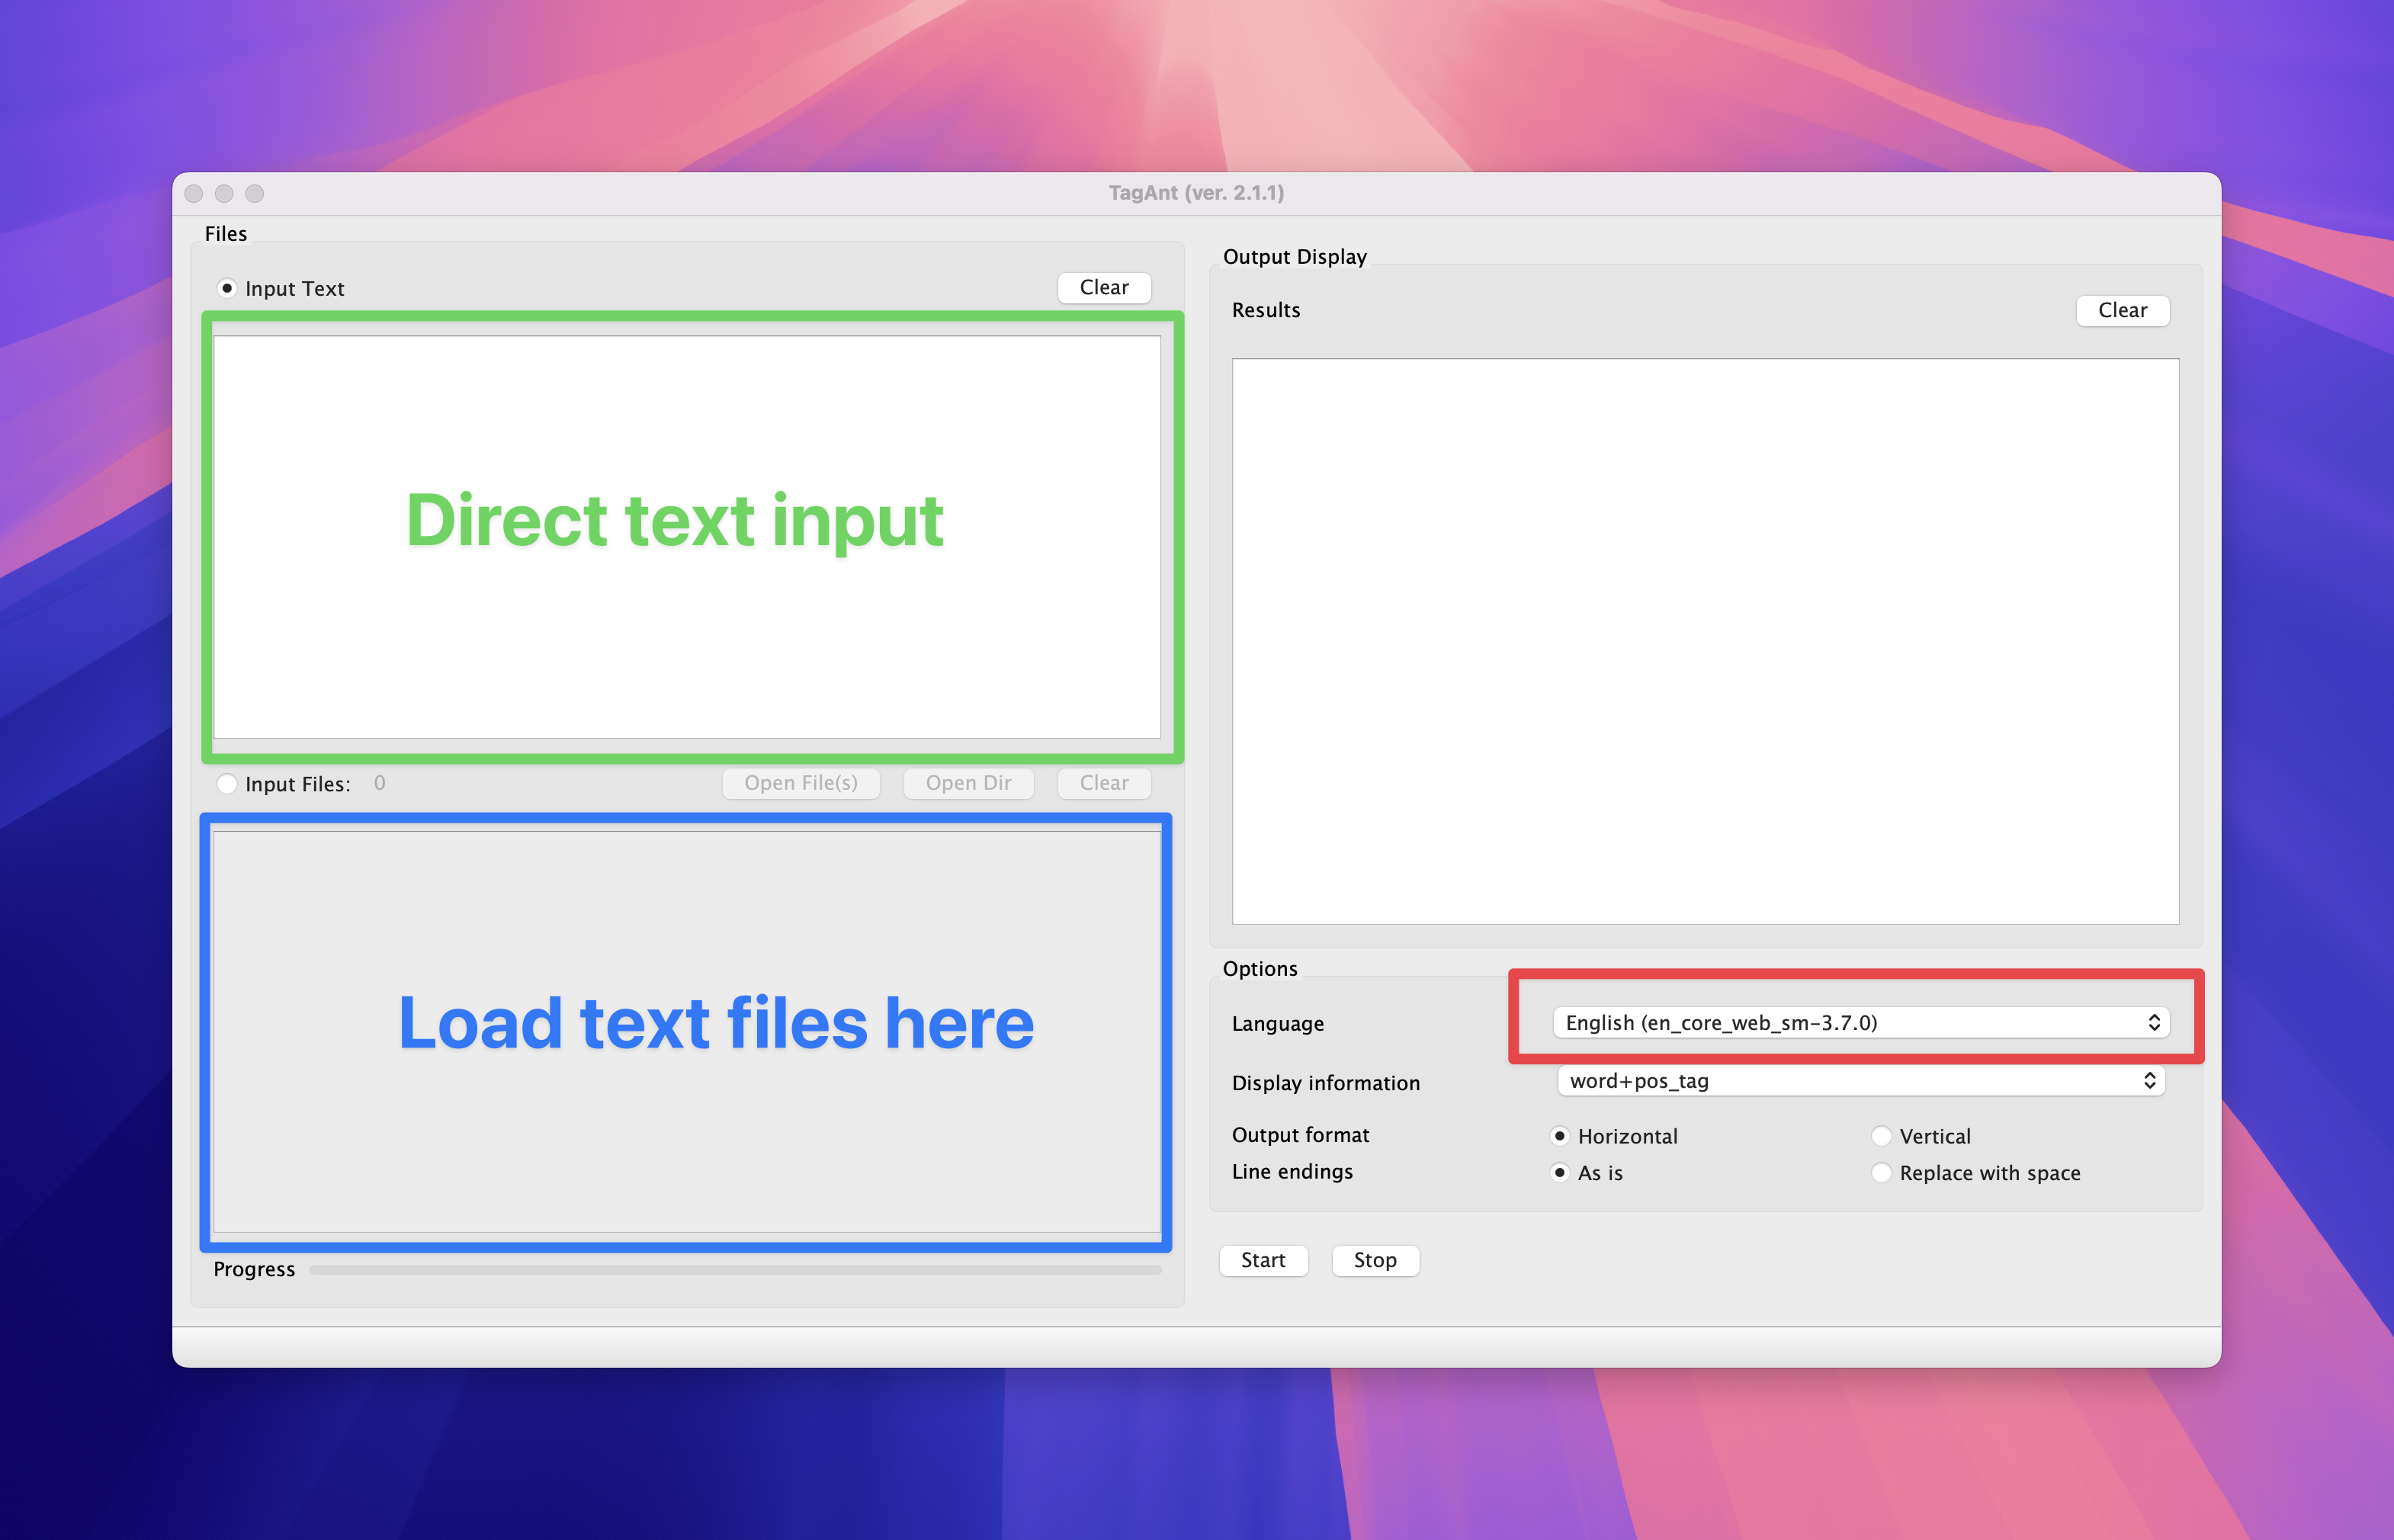 TagAnt (ver. 2.1.1)
Files
Input Text
Clear
Direct text input
Input Files: 0
Open File(s)
Open Dir
Clear
Load text files here
Progress
Output Display
Results
Clear
Options
Language
English (en_core_web_sm-3.7.0)
Display information
word+pos_tag
Output format
Horizontal
Vertical
Line endings
As is
Replace with space
Start
Stop